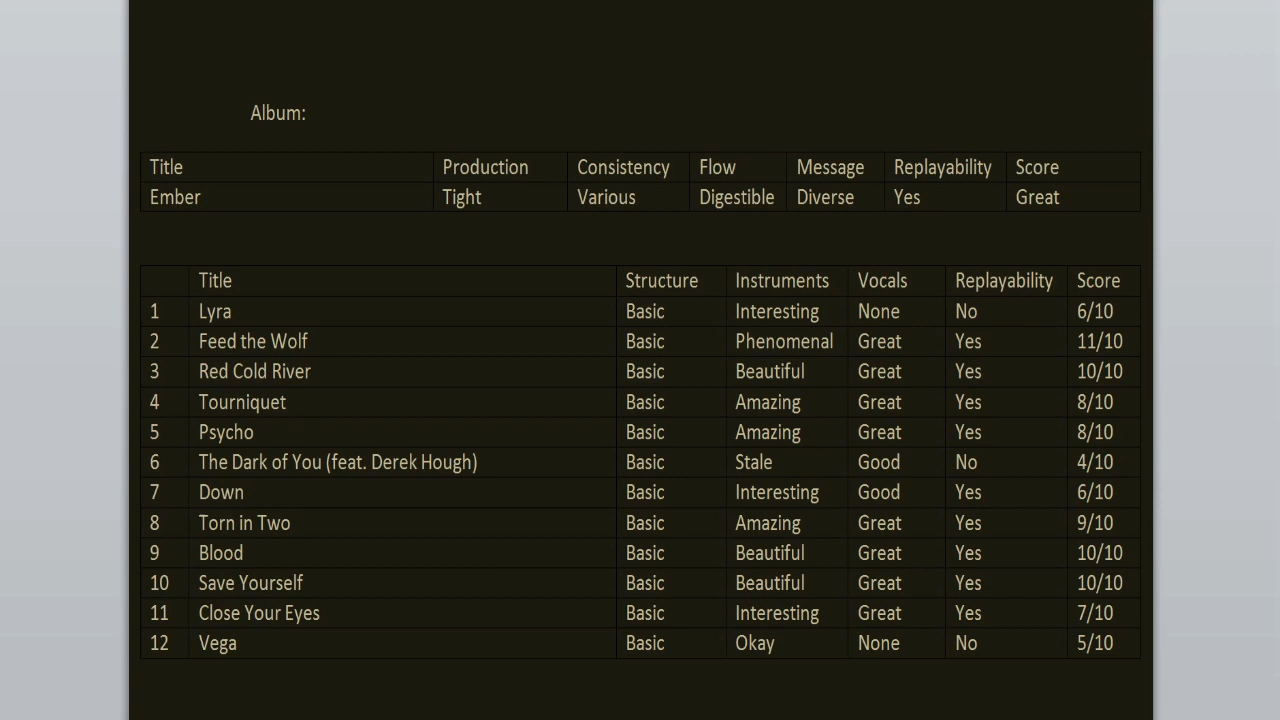 Album:
Title Production Consistency Flow Message Replayability Score
Ember Tight Various Digestible Diverse Yes Great
Title Structure Instruments Vocals Replayability Score
1 Lyra Basic Interesting None No 6/10
2 Feed the Wolf Basic Phenomenal Great Yes 11/10
3 Red Cold River Basic Beautiful Great Yes 10/10
4 Tourniquet Basic Amazing Great Yes 8/10
5 Psycho Basic Amazing Great Yes 8/10
6 The Dark of You (feat. Derek Hough) Basic Stale Good No 4/10
7 Down Basic Interesting Good Yes 6/10
8 Torn in Two Basic Amazing Great Yes 9/10
9 Blood Basic Beautiful Great Yes 10/10
10 Save Yourself Basic Beautiful Great Yes 10/10
11 Close Your Eyes Basic Interesting Great Yes 7/10
12 Vega Basic Okay None No 5/10